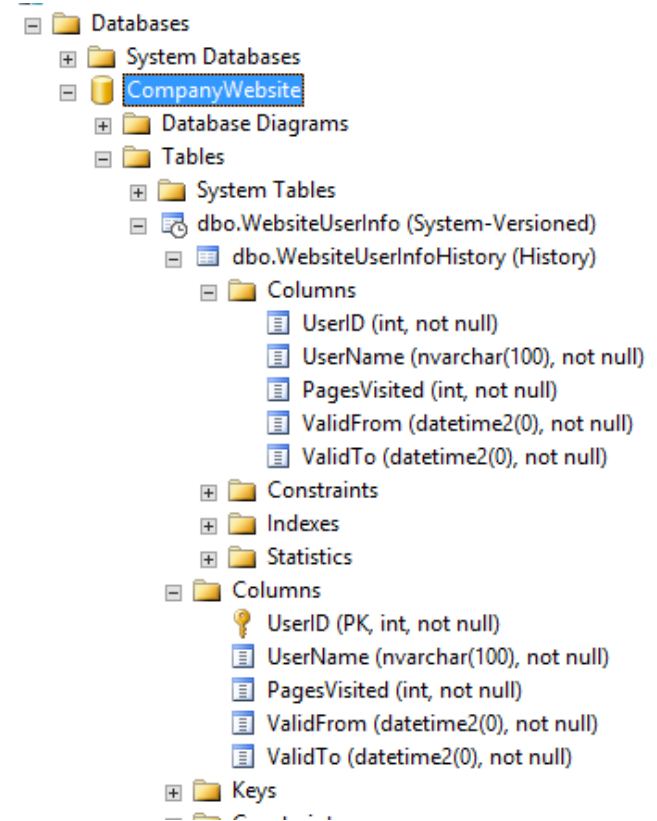 Databases
System Databases
CompanyWebsite
Database Diagrams
Tables
System Tables
dbo.WebsiteUserInfo (System-Versioned)
dbo.WebsiteUserInfoHistory (History)
Columns
UserID (int, not null)
UserName (nvarchar(100), not null)
PagesVisited (int, not null)
ValidFrom (datetime2(0), not null)
ValidTo (datetime2(0), not null)
Constraints
Indexes
Statistics
Columns
UserID (PK, int, not null)
UserName (nvarchar(100), not null)
PagesVisited (int, not null)
ValidFrom (datetime2(0), not null)
ValidTo (datetime2(0), not null)
Keys